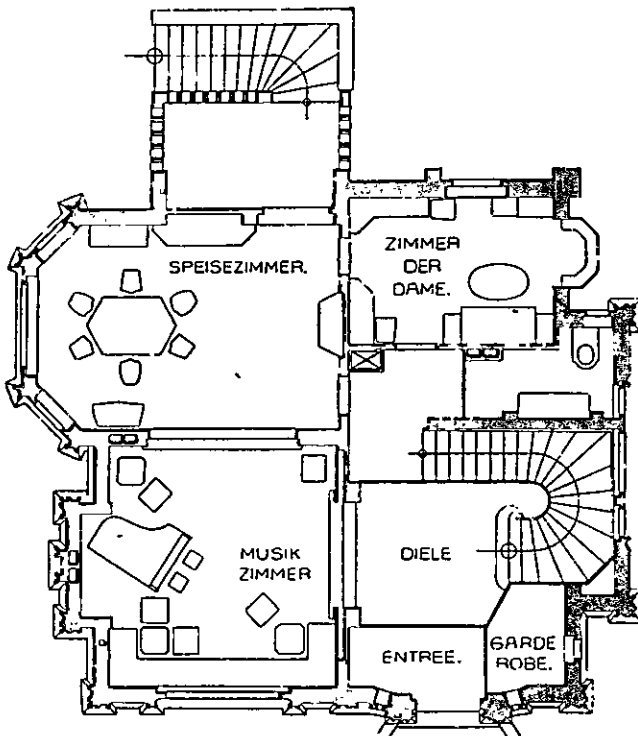 SPEISEZIMMER.
ZIMMER
DER
DAME.
MUSIK
ZIMMER
DIELE
ENTREE.
GARDE
ROBE.